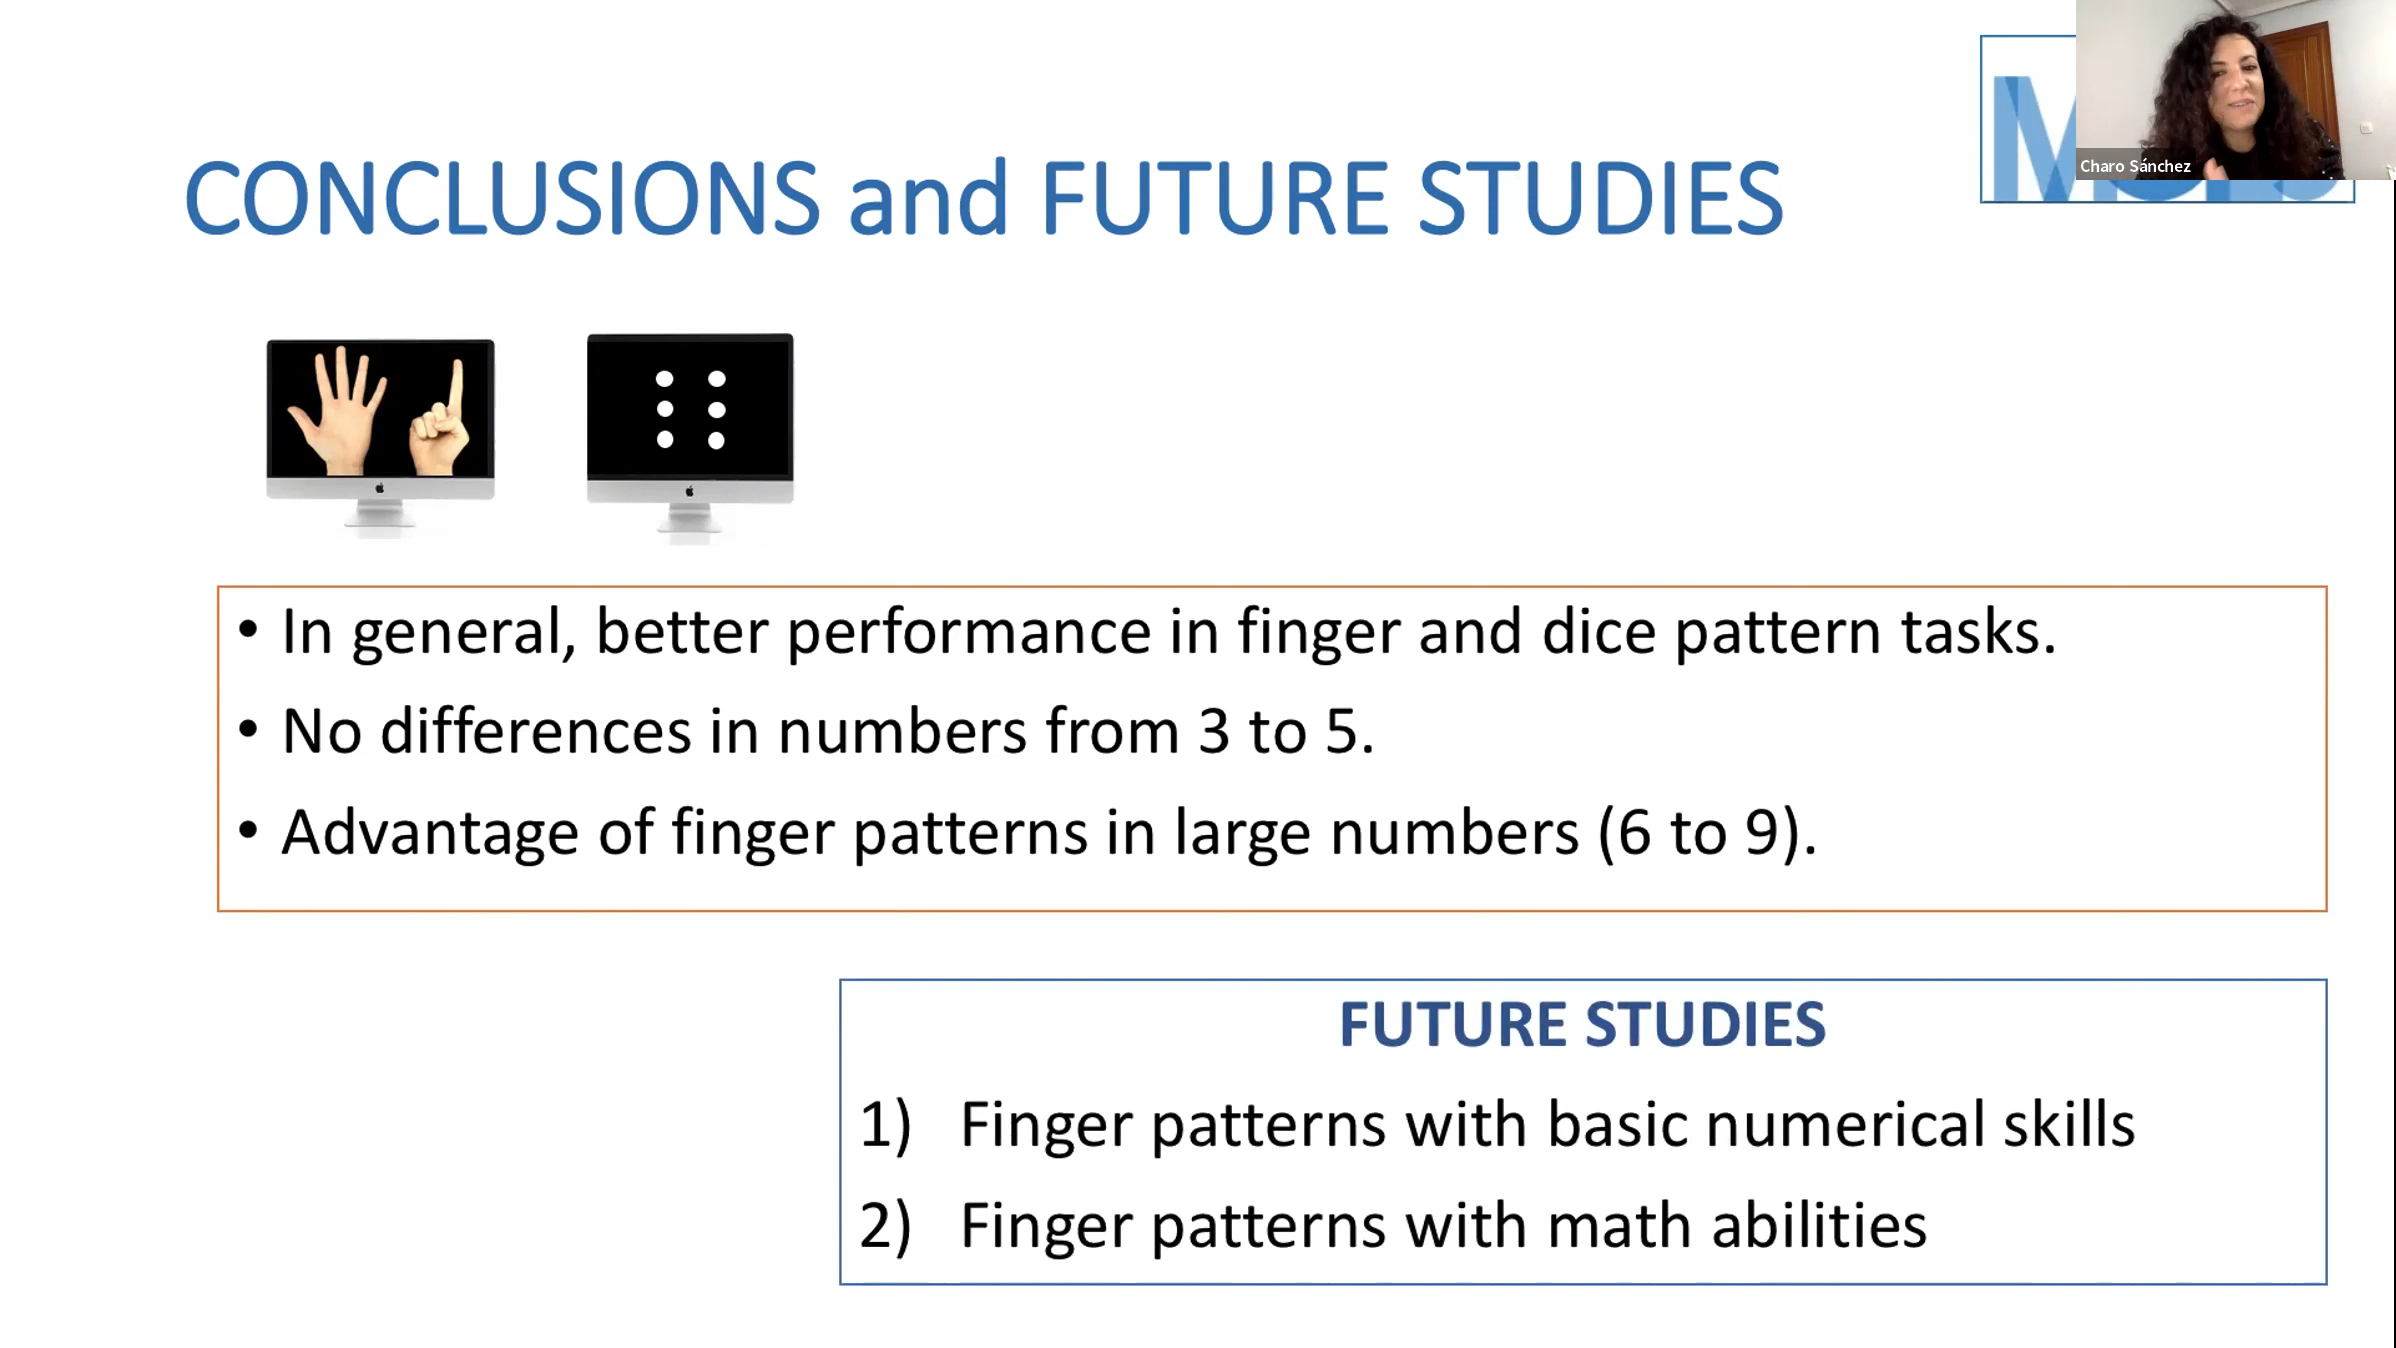 CONCLUSIONS and FUTURE STUDIES
Charo Sánchez
• In general, better performance in finger and dice pattern tasks.
• No differences in numbers from 3 to 5.
• Advantage of finger patterns in large numbers (6 to 9).
FUTURE STUDIES
1) Finger patterns with basic numerical skills
2) Finger patterns with math abilities